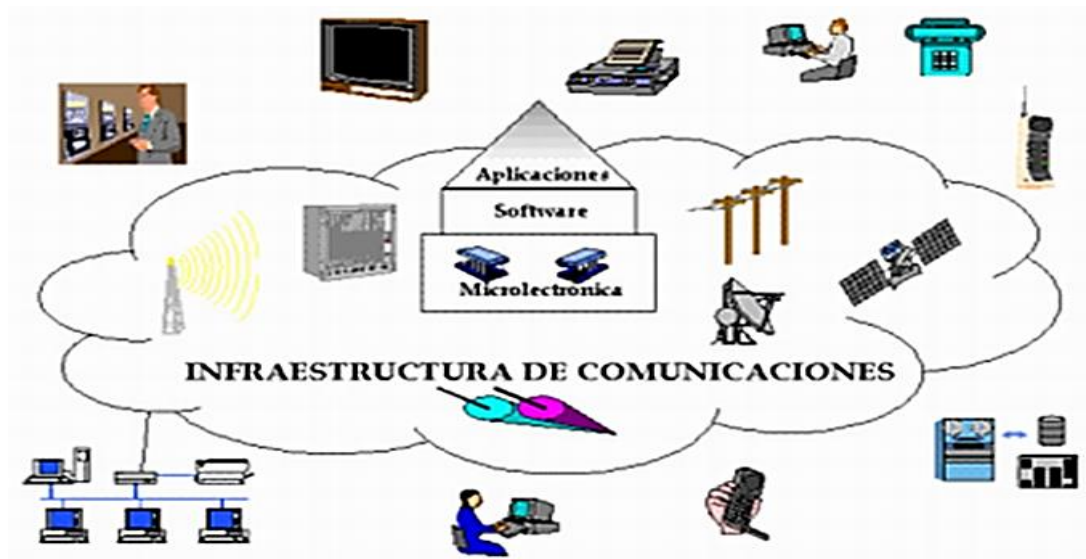 Aplicaciones
Software
Microlectronica
INFRAESTRUCTURA DE COMUNICACIONES